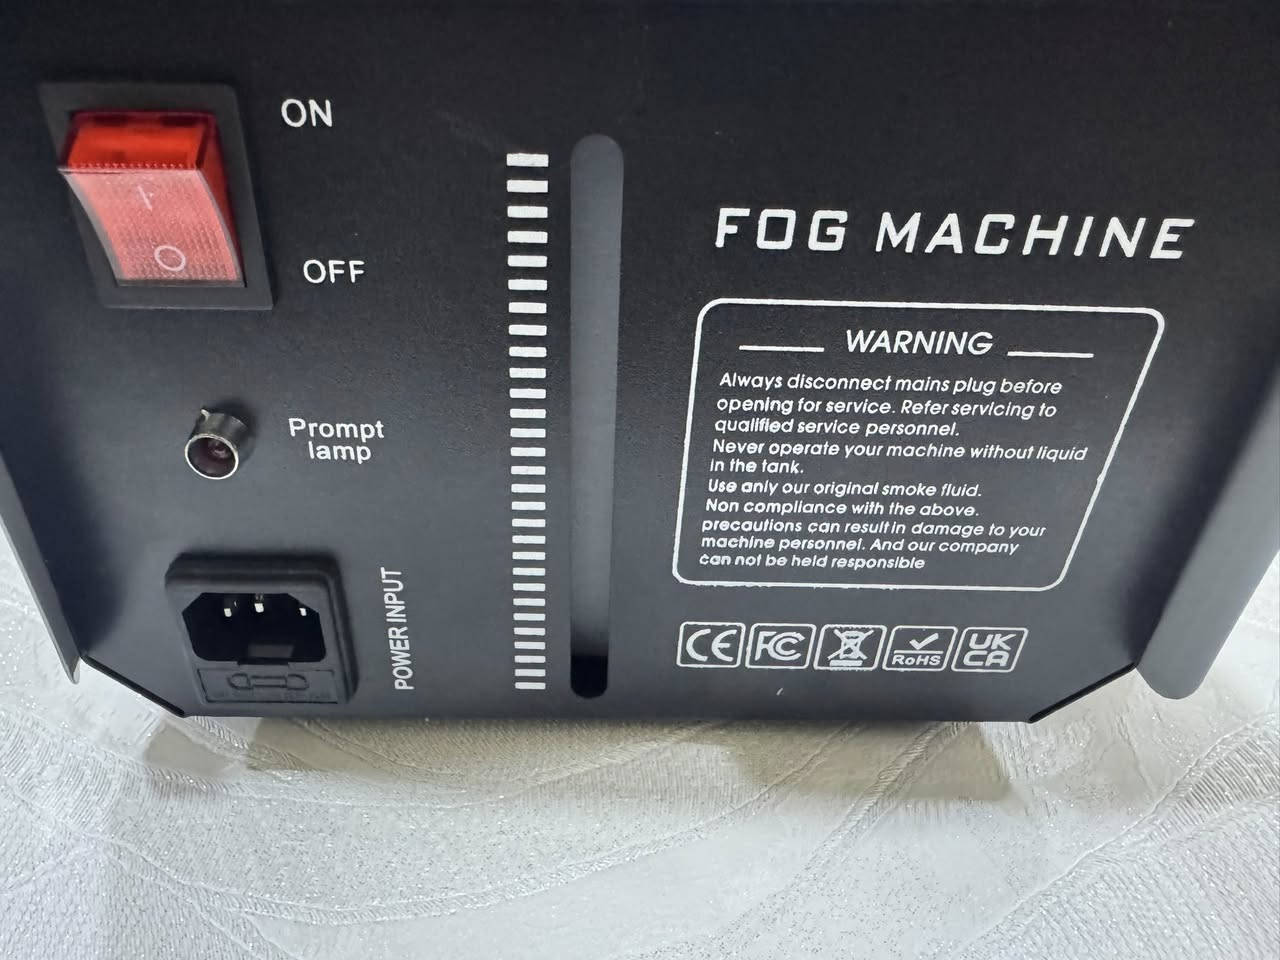 ON
OFF
Prompt
lamp
POWER INPUT
FOG MACHINE
WARNING
Always disconnect mains plug before
opening for service. Refer servicing to
qualified service personnel.
Never operate your machine without liquid
in the tank.
Use anly our original smoke fluid.
Non compliance with the above.
precautions can resultin damage to your
machine personnel. And our company
can not be held responsible
CE FC RoHS UK
CA